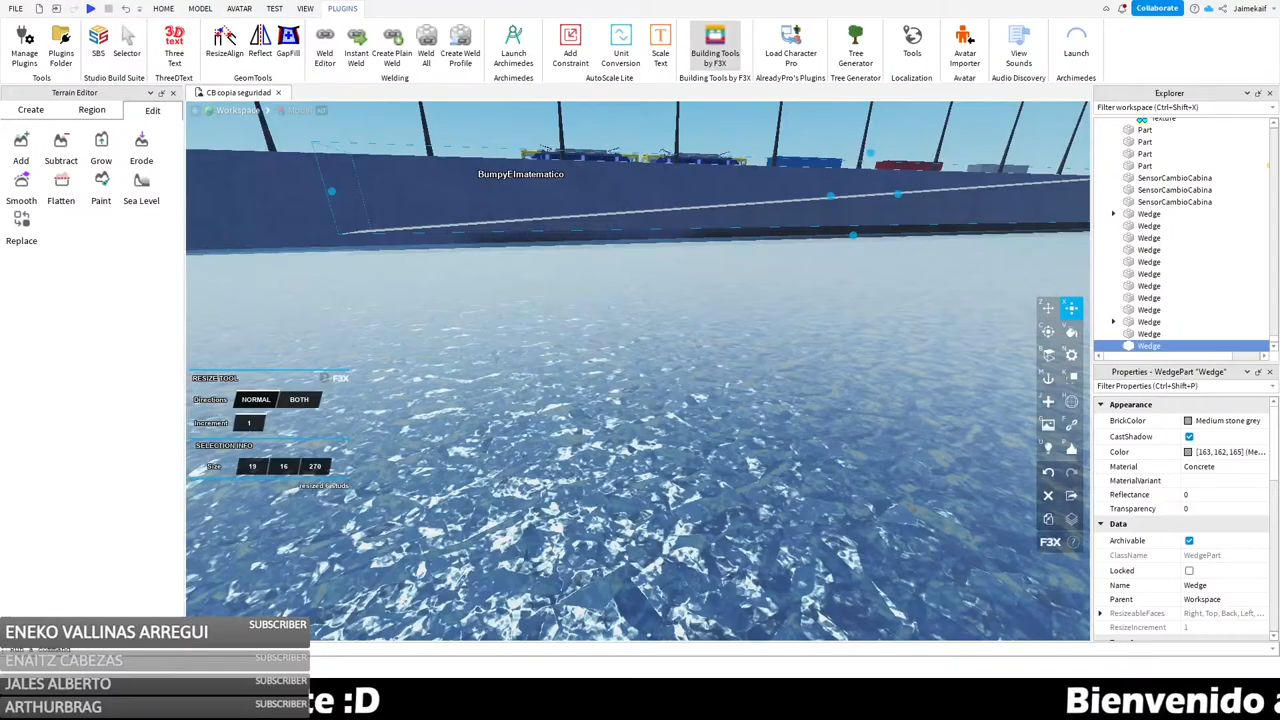 FILE HOME MODEL AVATAR TEST VIEW PLUGINS
Collaborate Jaimekaif
Manage Plugins
Plugins Folder
SBS
Selector
3D text
Three Text
ResizeAlign
Reflect
GapFill
Weld Editor
Instant Weld
Create Plain Weld
Weld All
Create Weld Profile
Launch Archimedes
Add Constraint
Unit Conversion
Scale Text
Building Tools by F3X
Load Character Pro
Tree Generator
Tools
Avatar Importer
View Sounds
Launch
Tools
Studio Build Suite
ThreeDText
GeomTools
Welding
Archimedes
AutoScale Lite
Building Tools by F3X
AlreadyPro's Plugins
Tree Generator
Localization
Avatar
Audio Discovery
Archimedes
Terrain Editor
Create Region Edit
Add Subtract Grow Erode
Smooth Flatten Paint Sea Level
Replace
CB copia seguridad
Workspace
BumpyElmatematico
RESIZE TOOL F3X
Directions NORMAL BOTH
Increment 1
SELECTION INFO
Size 19 16 270
F3X
Explorer
Filter workspace (Ctrl+Shift+X)
Texture
Part
Part
Part
Part
SensorCambioCabina
SensorCambioCabina
SensorCambioCabina
Wedge
Wedge
Wedge
Wedge
Wedge
Wedge
Wedge
Wedge
Wedge
Wedge
Wedge
Wedge
Properties - WedgePart "Wedge"
Filter Properties (Ctrl+Shift+P)
Appearance
BrickColor Medium stone grey
CastShadow
Color [163, 162, 165] (Me...
Material Concrete
MaterialVariant
Reflectance 0
Transparency 0
Data
Archivable
ClassName WedgePart
Locked
Name Wedge
Parent Workspace
ResizeableFaces Right, Top, Back, Left, ...
ResizeIncrement 1
ENEKO VALLINAS ARREGUI SUBSCRIBER
ENAITZ CABEZAS SUBSCRIBER
JALES ALBERTO SUBSCRIBER
ARTHURBRAG SUBSCRIBER
te :D
Bienvenido a